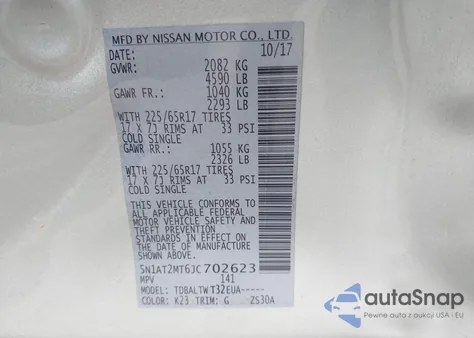 MFD BY NISSAN MOTOR CO., LTD.
DATE: 10/17
GVWR: 2082 KG
4590 LB
GAWR FR.: 1040 KG
2293 LB
WITH 225/65R17 TIRES
17 X 7J RIMS AT 33 PSI
COLD SINGLE
GAWR RR.: 1055 KG
2326 LB
WITH 225/65R17 TIRES
17 X 7J RIMS AT 33 PSI
COLD SINGLE
THIS VEHICLE CONFORMS TO
ALL APPLICABLE FEDERAL
MOTOR VEHICLE SAFETY AND
THEFT PREVENTION
STANDARDS IN EFFECT ON
THE DATE OF MANUFACTURE
SHOWN ABOVE.
5N1AT2MT6JC702623
MPV 141
MODEL: TDBALTWT32EUA-----
COLOR: K23 TRIM: G ZS30A
autoSnap
Pewne auta z aukcji w USA i EU